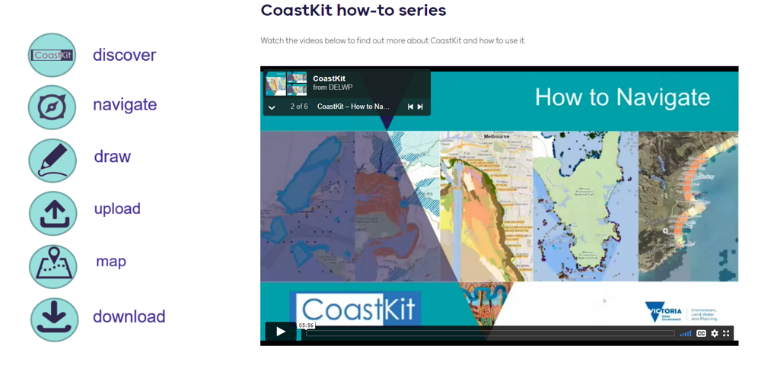 CoastKit how-to series
Watch the videos below to find out more about CoastKit and how to use it.
CoastKit
discover
navigate
draw
upload
map
download
CoastKit
from DELWP
2 of 6 CoastKit – How to Na...
How to Navigate
Melbourne
CoastKit
05:56
VICTORIA
State
Government
Environment,
Land, Water
and Planning
CC